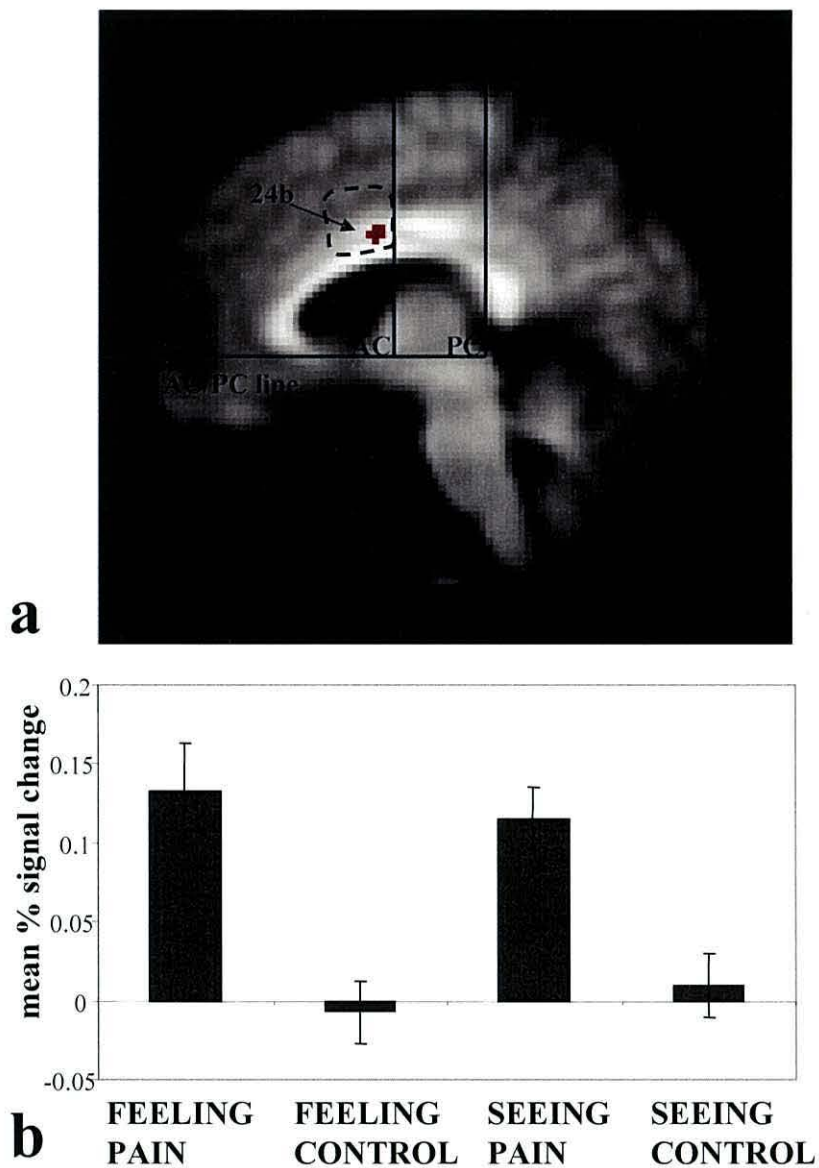 24b
AC
PC
AC/PC line
a
0.2
0.15
0.1
0.05
0
-0.05
mean % signal change
FEELING PAIN
FEELING CONTROL
SEEING PAIN
SEEING CONTROL
b